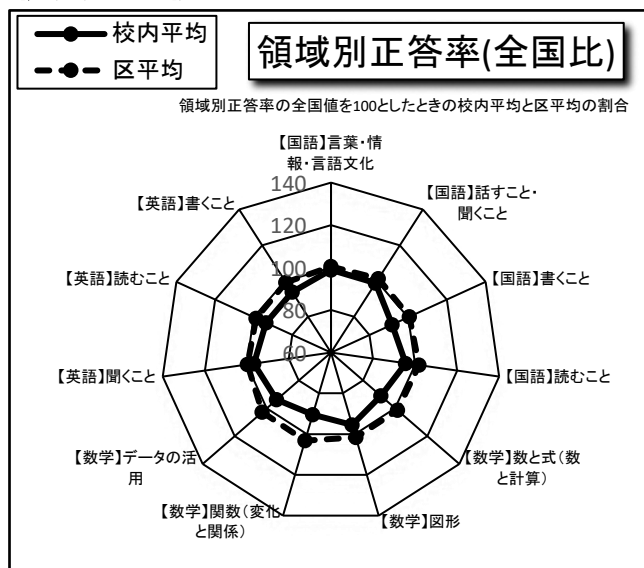 校内平均
区平均
領域別正答率(全国比)
領域別正答率の全国値を100としたときの校内平均と区平均の割合
【国語】言葉・情
報・言語文化
【国語】話すこと・
聞くこと
【国語】書くこと
【国語】読むこと
【数学】数と式(数
と計算)
【数学】図形
【数学】関数(変化
と関係)
【数学】データの活
用
【英語】聞くこと
【英語】読むこと
【英語】書くこと
140
120
100
80
60